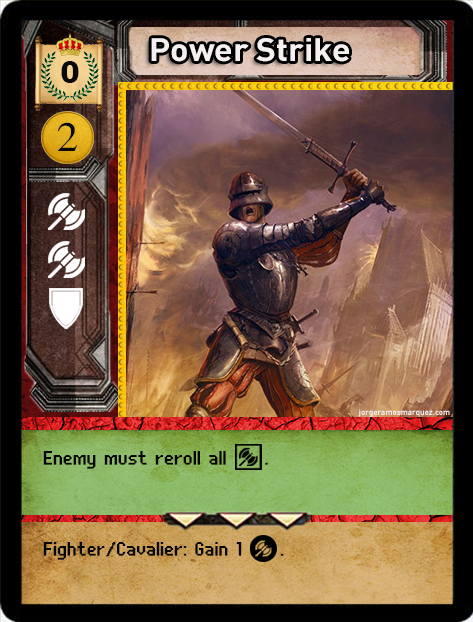 Power Strike
0
2
jorgeramosmarquez.com
Enemy must reroll all .
Fighter/Cavalier: Gain 1 .